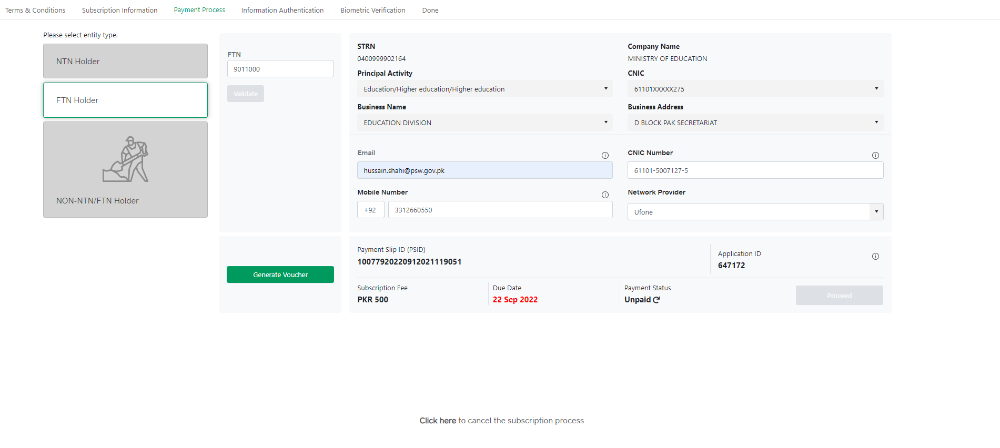 Terms & Conditions
Subscription Information
Payment Process
Information Authentication
Biometric Verification
Done
Please select entity type.
NTN Holder
FTN Holder
NON-NTN/FTN Holder
FTN
9011000
Validate
STRN
0400999902164
Company Name
MINISTRY OF EDUCATION
Principal Activity
Education/Higher education/Higher education
CNIC
61101XXXXX275
Business Name
EDUCATION DIVISION
Business Address
D BLOCK PAK SECRETARIAT
Email
hussain.shahi@psw.gov.pk
CNIC Number
61101-5007127-5
Mobile Number
+92
3312660550
Network Provider
Ufone
Generate Voucher
Payment Slip ID (PSID)
10077920220912021119051
Application ID
647172
Subscription Fee
PKR 500
Due Date
22 Sep 2022
Payment Status
Unpaid
Proceed
Click here to cancel the subscription process